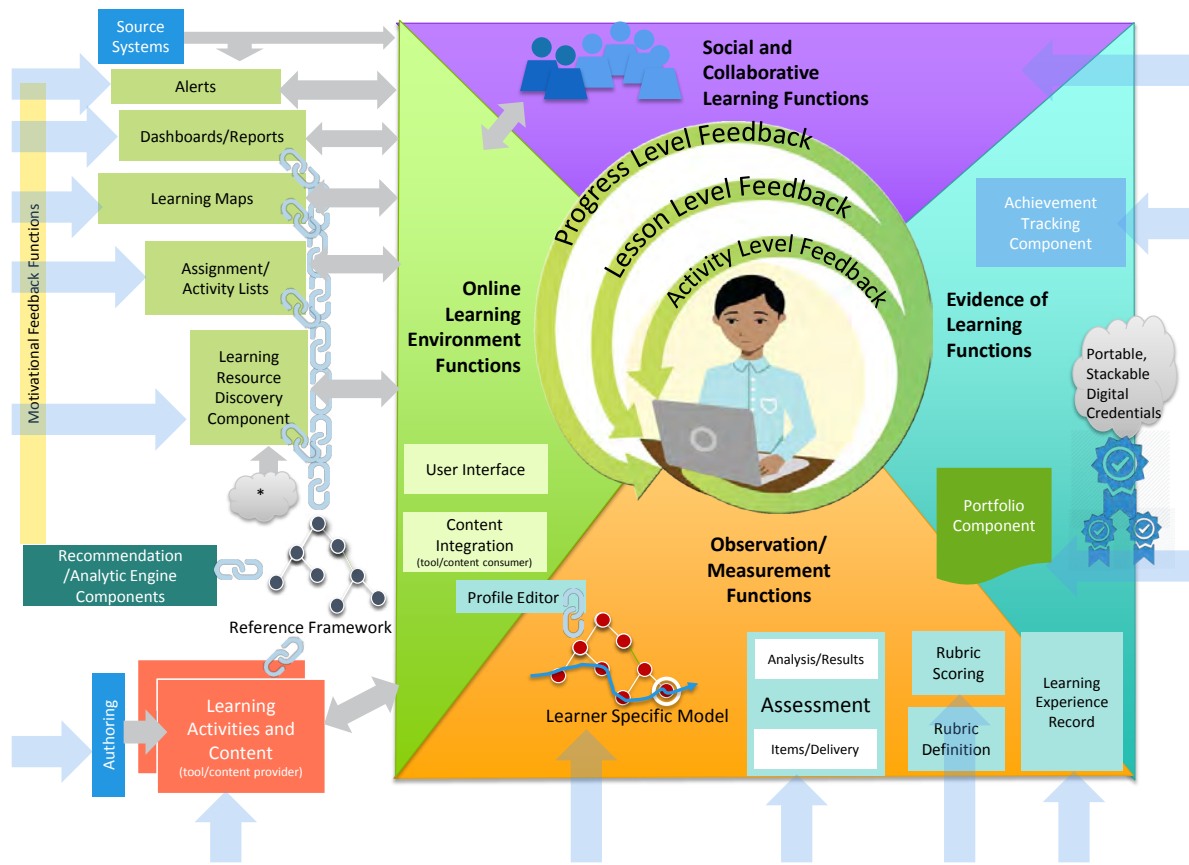 Source
Systems
Alerts
Dashboards/Reports
Learning Maps
Assignment/
Activity Lists
Learning
Resource
Discovery
Component
*
Motivational Feedback Functions
Recommendation
/Analytic Engine
Components
Reference Framework
Authoring
Learning
Activities and
Content
(tool/content provider)
Social and
Collaborative
Learning Functions
Progress Level Feedback
Lesson Level Feedback
Activity Level Feedback
Online
Learning
Environment
Functions
User Interface
Content
Integration
(tool/content consumer)
Profile Editor
Learner Specific Model
Observation/
Measurement
Functions
Analysis/Results
Assessment
Items/Delivery
Rubric
Scoring
Rubric
Definition
Learning
Experience
Record
Evidence of
Learning
Functions
Achievement
Tracking
Component
Portable,
Stackable
Digital
Credentials
Portfolio
Component